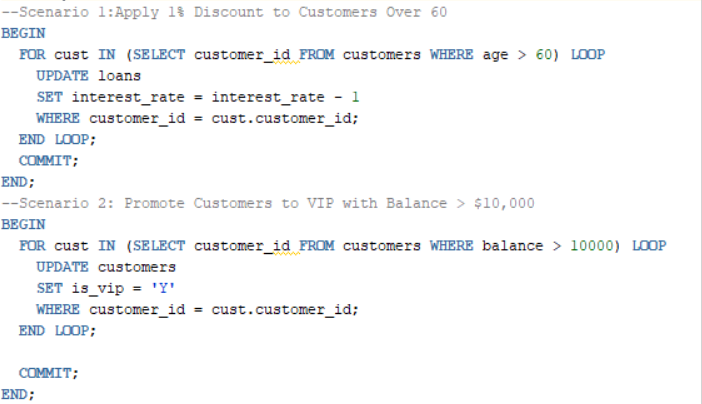 --Scenario 1:Apply 1% Discount to Customers Over 60
BEGIN
  FOR cust IN (SELECT customer_id FROM customers WHERE age > 60) LOOP
    UPDATE loans
    SET interest_rate = interest_rate - 1
    WHERE customer_id = cust.customer_id;
  END LOOP;
  COMMIT;
END;
--Scenario 2: Promote Customers to VIP with Balance > $10,000
BEGIN
  FOR cust IN (SELECT customer_id FROM customers WHERE balance > 10000) LOOP
    UPDATE customers
    SET is_vip = 'Y'
    WHERE customer_id = cust.customer_id;
  END LOOP;

  COMMIT;
END;